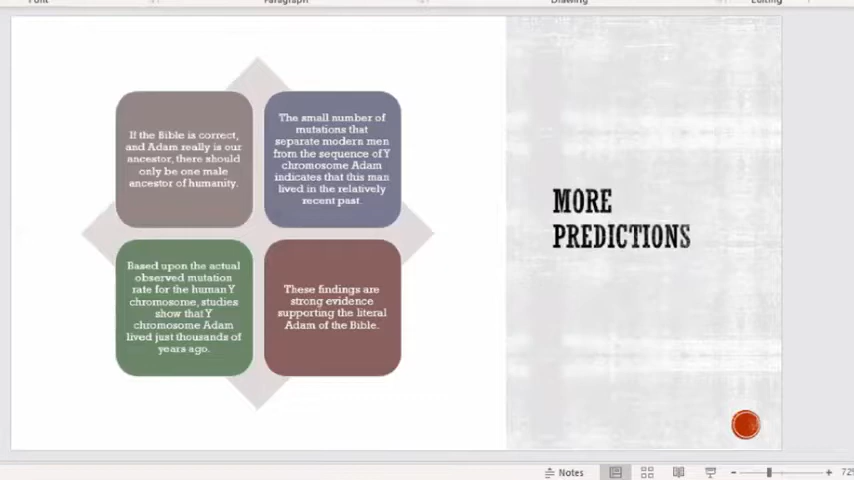 Font
Paragraph
Drawing
Editing
If the Bible is correct,
and Adam really is our
ancestor, there should
only be one male
ancestor of humanity.
The small number of
mutations that
separate modern men
from the sequence of Y
chromosome Adam
indicates that this man
lived in the relatively
recent past.
Based upon the actual
observed mutation
rate for the human Y
chromosome, studies
show that Y
chromosome Adam
lived just thousands of
years ago.
These findings are
strong evidence
supporting the literal
Adam of the Bible.
MORE
PREDICTIONS
Notes